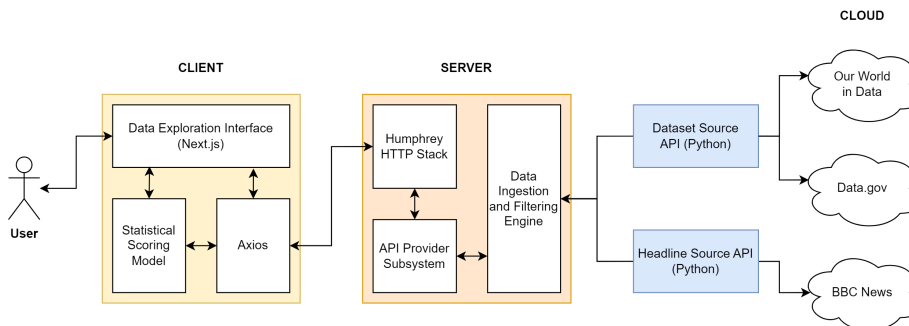 CLOUD
CLIENT
SERVER
Our World
in Data
Data Exploration Interface
(Next.js)
Humphrey
HTTP Stack
Dataset Source
API (Python)
Data
Ingestion
and Filtering
Engine
Data.gov
User
Statistical
Scoring
Model
Axios
API Provider
Subsystem
Headline Source API
(Python)
BBC News